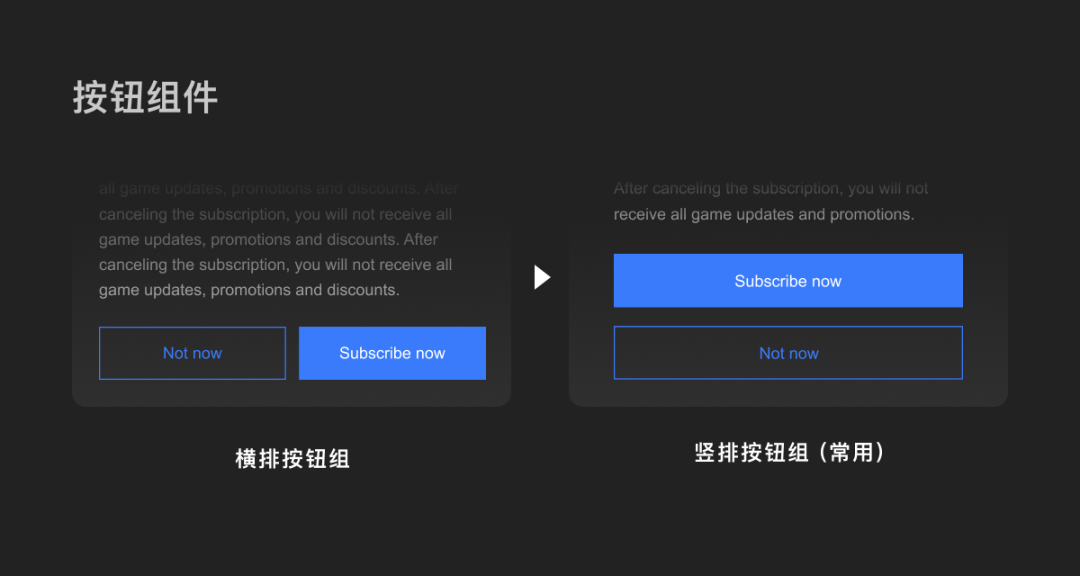 按钮组件
all game updates, promotions and discounts. After
canceling the subscription, you will not receive all
game updates, promotions and discounts. After
canceling the subscription, you will not receive all
game updates, promotions and discounts.
Not now
Subscribe now
横排按钮组
After canceling the subscription, you will not
receive all game updates and promotions.
Subscribe now
Not now
竖排按钮组（常用）